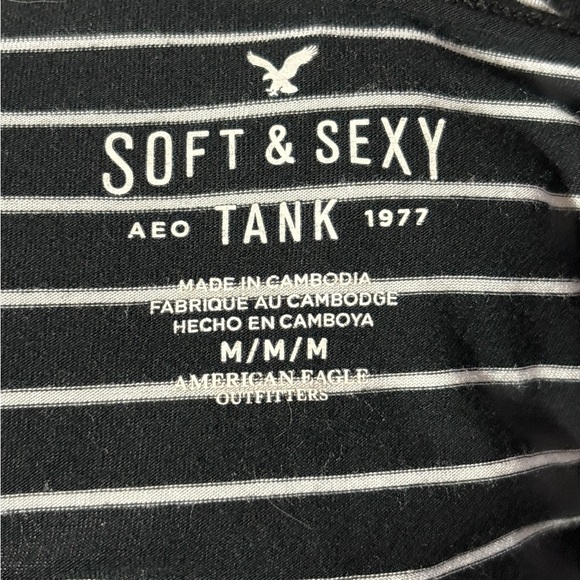 SOFT & SEXY
AEO TANK 1977
MADE IN CAMBODIA
FABRIQUE AU CAMBODGE
HECHO EN CAMBOYA
M/M/M
AMERICAN EAGLE
OUTFITTERS